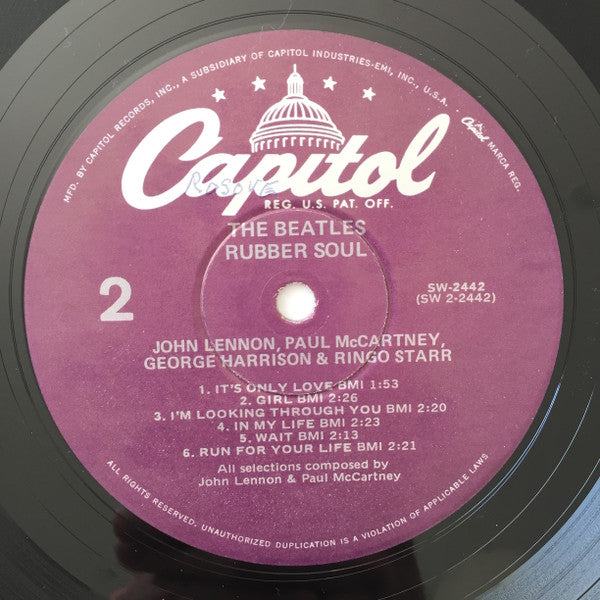 MFD. BY CAPITOL RECORDS, INC., A SUBSIDIARY OF CAPITOL INDUSTRIES-EMI, INC., U.S.A.
Capitol MARCA REG.
Capitol
REG. U.S. PAT. OFF.
THE BEATLES
RUBBER SOUL
2
SW-2442
(SW 2-2442)
JOHN LENNON, PAUL McCARTNEY,
GEORGE HARRISON & RINGO STARR
1. IT'S ONLY LOVE BMI 1:53
2. GIRL BMI 2:26
3. I'M LOOKING THROUGH YOU BMI 2:20
4. IN MY LIFE BMI 2:23
5. WAIT BMI 2:13
6. RUN FOR YOUR LIFE BMI 2:21
All selections composed by
John Lennon & Paul McCartney
ALL RIGHTS RESERVED. UNAUTHORIZED DUPLICATION IS A VIOLATION OF APPLICABLE LAWS